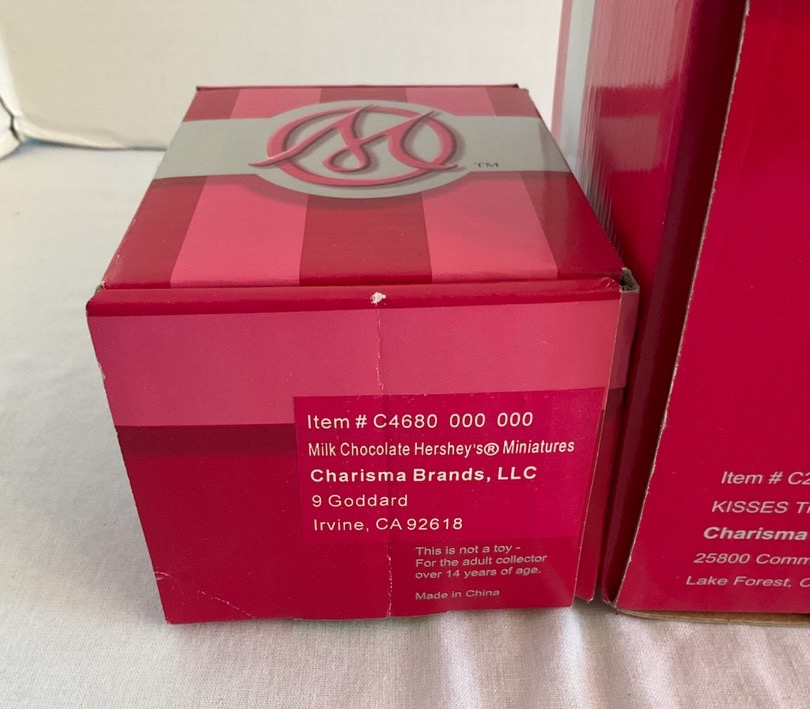 M
TM
Item # C4680 000 000
Milk Chocolate Hershey's® Miniatures
Charisma Brands, LLC
9 Goddard
Irvine, CA 92618
This is not a toy -
For the adult collector
over 14 years of age.
Made in China
Item # C2
KISSES
Charisma
25800
Lake Forest,